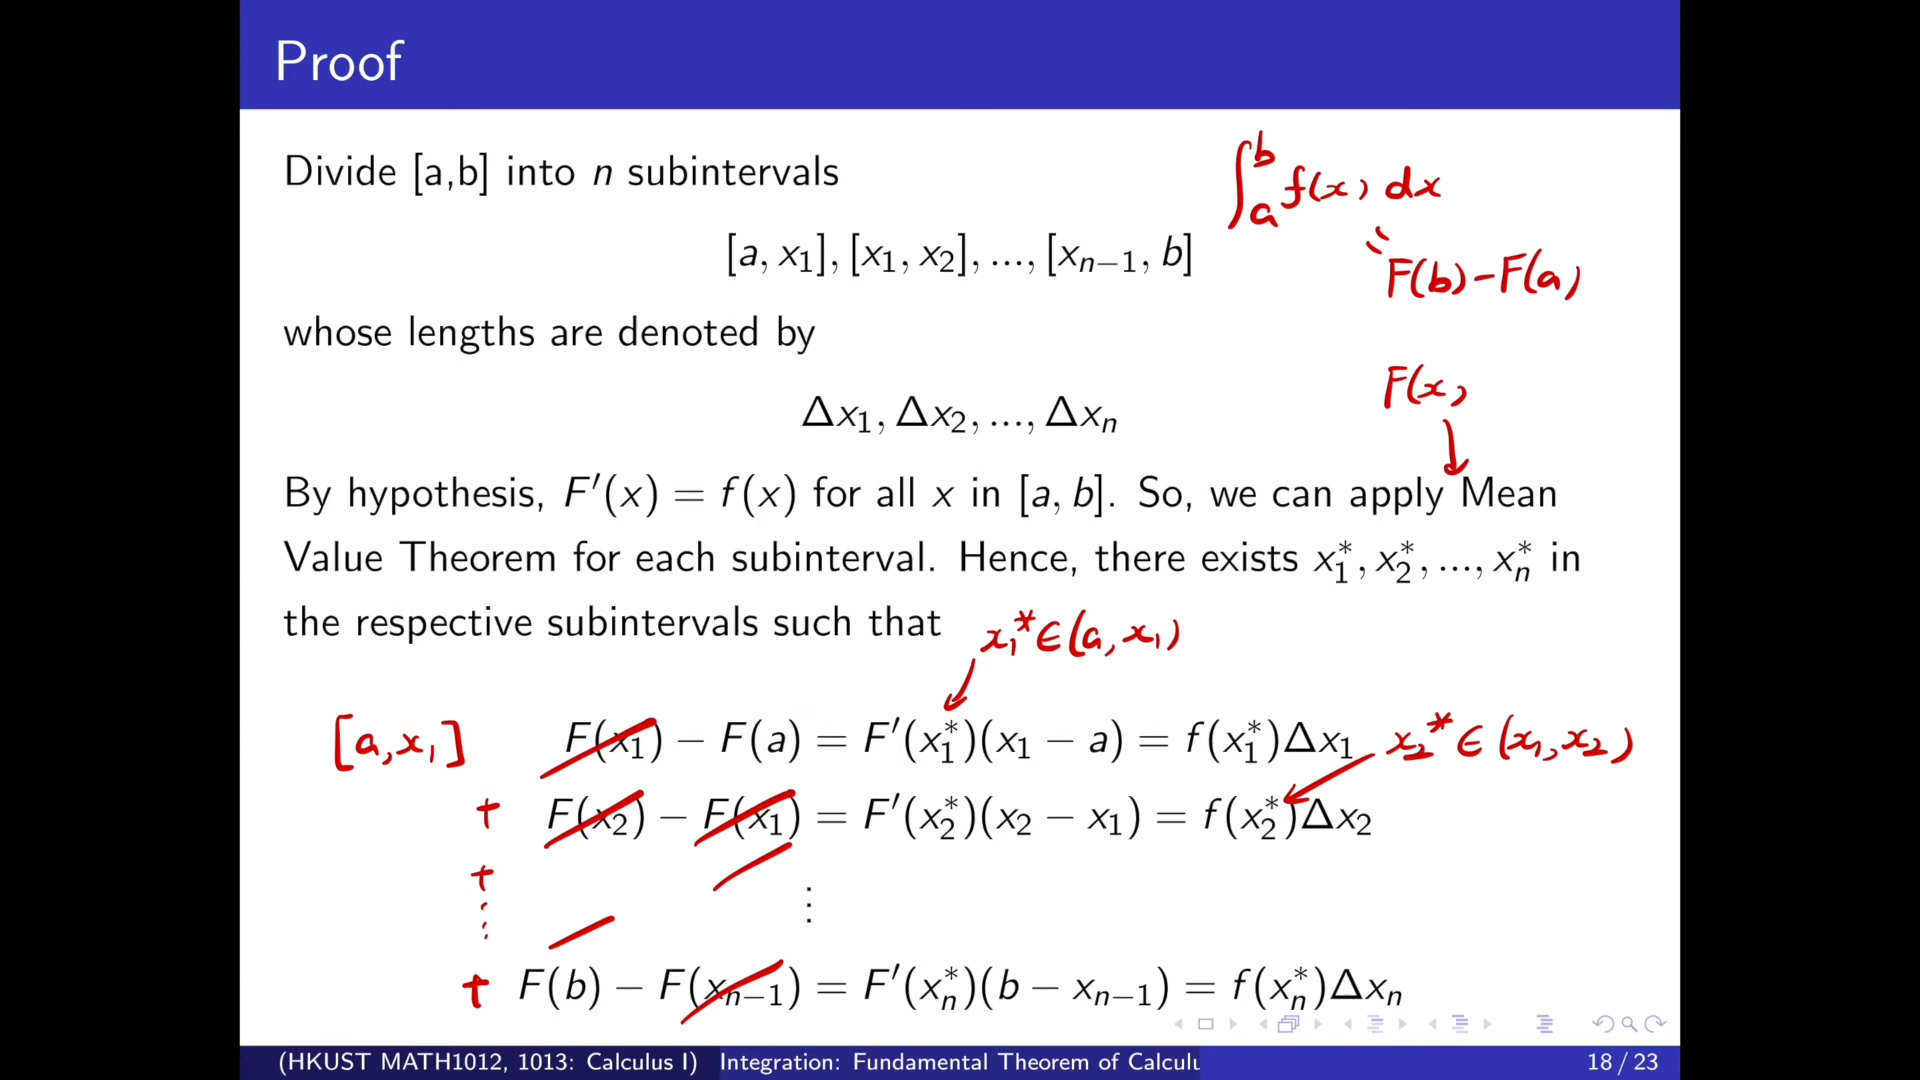 Proof
Divide [a,b] into n subintervals
∫_a^b f(x) dx
[a, x₁], [x₁, x₂], ..., [xₙ₋₁, b]
= F(b) − F(a)
whose lengths are denoted by
F(x)
Δx₁, Δx₂, ..., Δxₙ
By hypothesis, F′(x) = f(x) for all x in [a, b]. So, we can apply Mean
Value Theorem for each subinterval. Hence, there exists x₁*, x₂*, ..., xₙ* in
the respective subintervals such that
x₁* ∈ (a, x₁)
[a, x₁] F(x₁) − F(a) = F′(x₁*)(x₁ − a) = f(x₁*)Δx₁ x₂* ∈ (x₁, x₂)
+ F(x₂) − F(x₁) = F′(x₂*)(x₂ − x₁) = f(x₂*)Δx₂
+
⋮ ⋮
+ F(b) − F(xₙ₋₁) = F′(xₙ*)(b − xₙ₋₁) = f(xₙ*)Δxₙ
(HKUST MATH1012, 1013: Calculus I) Integration: Fundamental Theorem of Calculu 18 / 23